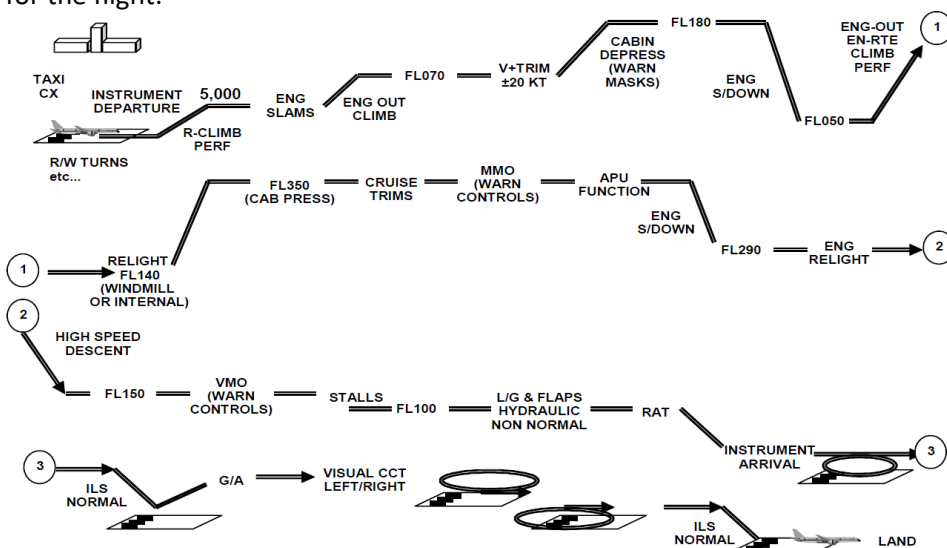 for the flight.
TAXI
CX
INSTRUMENT
DEPARTURE
5,000
R-CLIMB
PERF
R/W TURNS
etc...
ENG
SLAMS
ENG OUT
CLIMB
FL070
V+TRIM
±20 KT
CABIN
DEPRESS
(WARN
MASKS)
FL180
ENG
S/DOWN
FL050
ENG-OUT
EN-RTE
CLIMB
PERF
1
1
RELIGHT
FL140
(WINDMILL
OR INTERNAL)
FL350
(CAB PRESS)
CRUISE
TRIMS
MMO
(WARN
CONTROLS)
APU
FUNCTION
ENG
S/DOWN
FL290
ENG
RELIGHT
2
2
HIGH SPEED
DESCENT
FL150
VMO
(WARN
CONTROLS)
STALLS
FL100
L/G & FLAPS
HYDRAULIC
NON NORMAL
RAT
INSTRUMENT
ARRIVAL
3
3
ILS
NORMAL
G/A
VISUAL CCT
LEFT/RIGHT
ILS
NORMAL
LAND